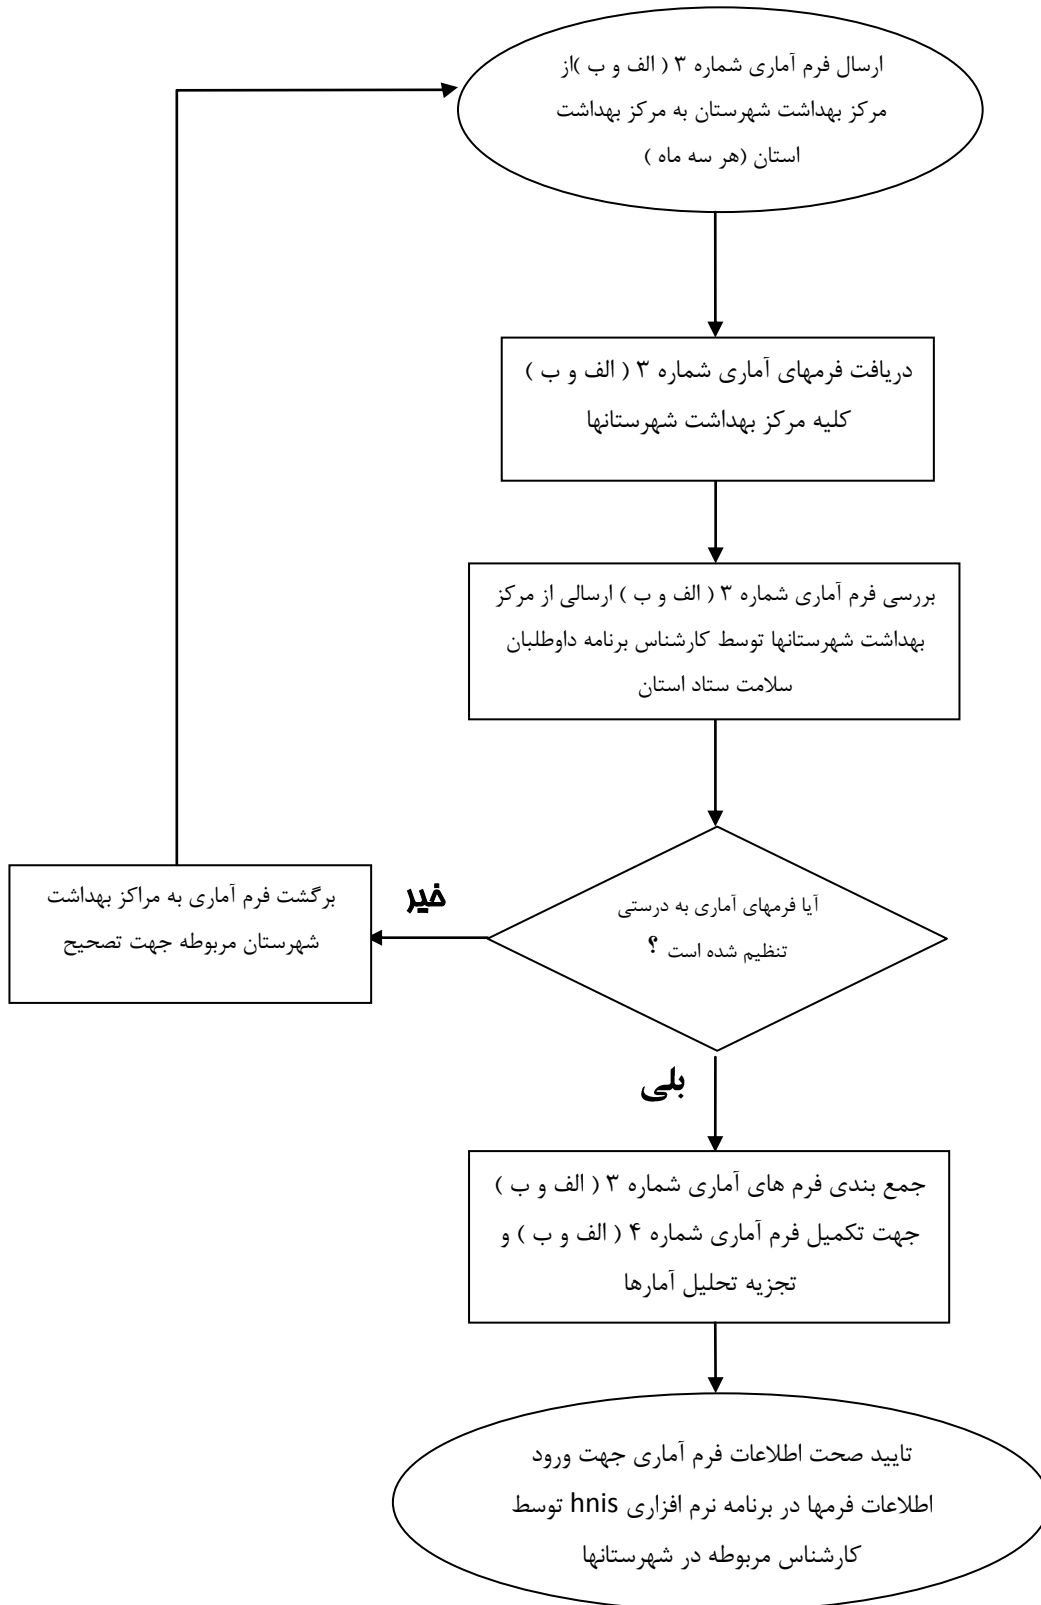 ارسال فرم آماری شماره ۳ ( الف و ب )از
مرکز بهداشت شهرستان به مرکز بهداشت
استان (هر سه ماه )
دریافت فرمهای آماری شماره ۳ ( الف و ب )
کلیه مرکز بهداشت شهرستانها
بررسی فرم آماری شماره ۳ ( الف و ب ) ارسالی از مرکز
بهداشت شهرستانها توسط کارشناس برنامه داوطلبان
سلامت ستاد استان
آیا فرمهای آماری به درستی
تنظیم شده است ؟
خیر
برگشت فرم آماری به مراکز بهداشت
شهرستان مربوطه جهت تصحیح
بلی
جمع بندی فرم های آماری شماره ۳ ( الف و ب )
جهت تکمیل فرم آماری شماره ۴ ( الف و ب ) و
تجزیه تحلیل آمارها
تایید صحت اطلاعات فرم آماری جهت ورود
اطلاعات فرمها در برنامه نرم افزاری hnis توسط
کارشناس مربوطه در شهرستانها